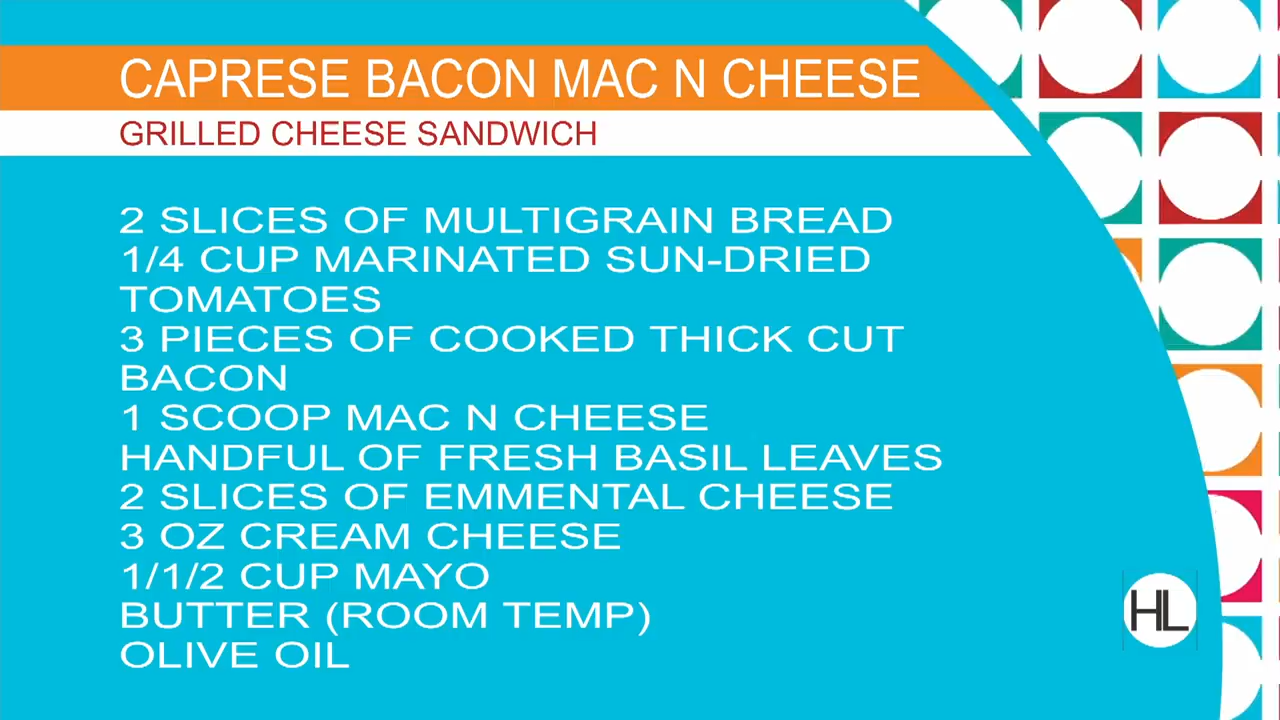 CAPRESE BACON MAC N CHEESE
GRILLED CHEESE SANDWICH
2 SLICES OF MULTIGRAIN BREAD
1/4 CUP MARINATED SUN-DRIED
TOMATOES
3 PIECES OF COOKED THICK CUT
BACON
1 SCOOP MAC N CHEESE
HANDFUL OF FRESH BASIL LEAVES
2 SLICES OF EMMENTAL CHEESE
3 OZ CREAM CHEESE
1/1/2 CUP MAYO
BUTTER (ROOM TEMP)
OLIVE OIL
HL